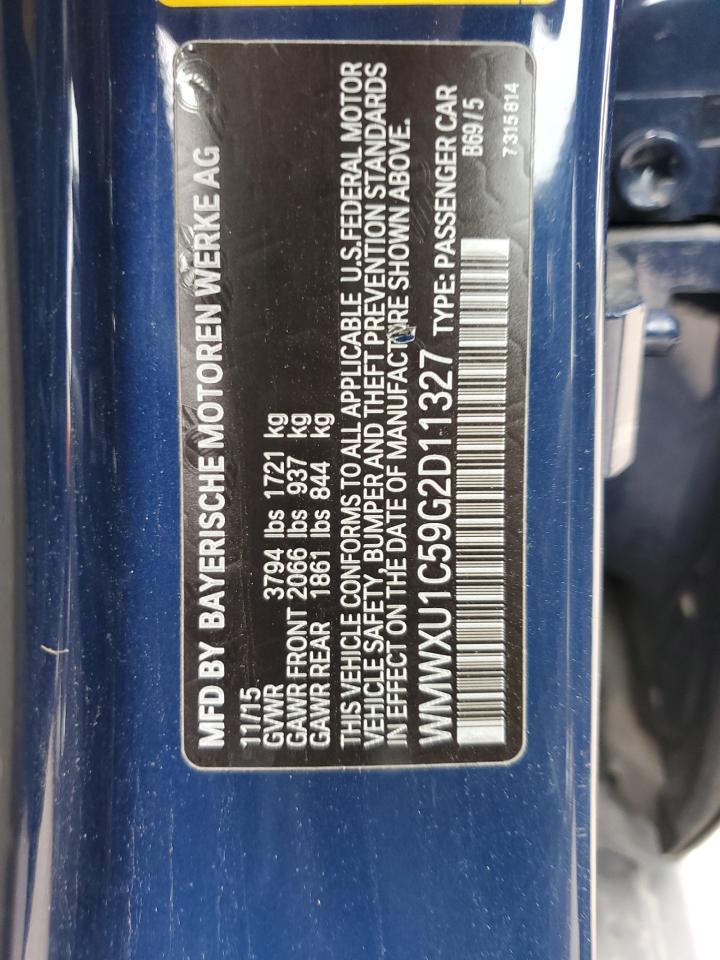 MFD BY BAYERISCHE MOTOREN WERKE AG
11/15
GVWR 3794 lbs 1721 kg
GAWR FRONT 2066 lbs 937 kg
GAWR REAR 1861 lbs 844 kg
THIS VEHICLE CONFORMS TO ALL APPLICABLE U.S.FEDERAL MOTOR
VEHICLE SAFETY, BUMPER AND THEFT PREVENTION STANDARDS
IN EFFECT ON THE DATE OF MANUFACTURE SHOWN ABOVE.
WMWXU1C59G2D11327 TYPE: PASSENGER CAR
B69/5
7 315 814